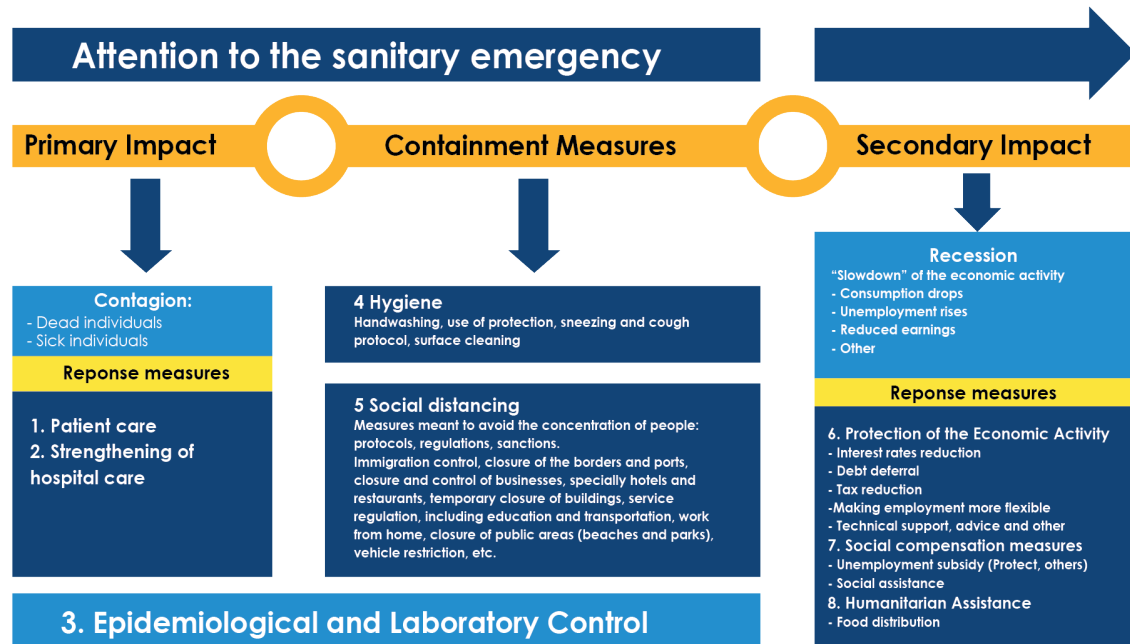 Attention to the sanitary emergency
Primary Impact
Containment Measures
Secondary Impact
Contagion:
- Dead individuals
- Sick individuals
Reponse measures
1. Patient care
2. Strengthening of
hospital care
4 Hygiene
Handwashing, use of protection, sneezing and cough
protocol, surface cleaning
5 Social distancing
Measures meant to avoid the concentration of people:
protocols, regulations, sanctions.
Immigration control, closure of the borders and ports,
closure and control of businesses, specially hotels and
restaurants, temporary closure of buildings, service
regulation, including education and transportation, work
from home, closure of public areas (beaches and parks),
vehicle restriction, etc.
3. Epidemiological and Laboratory Control
Recession
“Slowdown” of the economic activity
- Consumption drops
- Unemployment rises
- Reduced earnings
- Other
Reponse measures
6. Protection of the Economic Activity
- Interest rates reduction
- Debt deferral
- Tax reduction
-Making employment more flexible
- Technical support, advice and other
7. Social compensation measures
- Unemployment subsidy (Protect, others)
- Social assistance
8. Humanitarian Assistance
- Food distribution